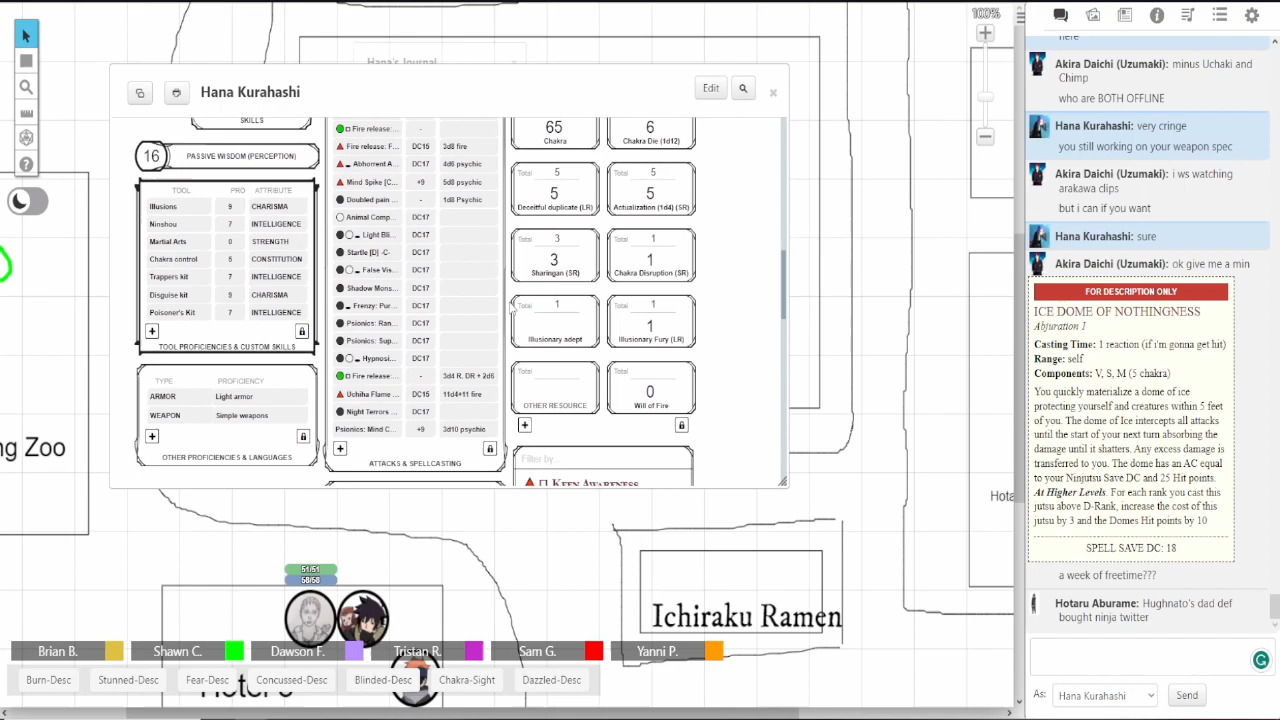 100%
Hana's Journal
Hana Kurahashi
Edit
SKILLS
16 PASSIVE WISDOM (PERCEPTION)
TOOL PRO ATTRIBUTE
Illusions 9 CHARISMA
Ninshou 7 INTELLIGENCE
Martial Arts 0 STRENGTH
Chakra control 6 CONSTITUTION
Trappers kit 7 INTELLIGENCE
Disguise kit 9 CHARISMA
Poisoner's Kit 7 INTELLIGENCE
TOOL PROFICIENCIES & CUSTOM SKILLS
TYPE PROFICIENCY
ARMOR Light armor
WEAPON Simple weapons
OTHER PROFICIENCIES & LANGUAGES
Fire release:... -
Fire release: F... DC15 3d8 fire
Abhorrent A... DC17 4d6 psychic
Mind Spike [C... +9 5d8 psychic
Doubled pain ... - 1d8 Psychic
Animal Comp... DC17
Light Bli... DC17
Startle [D] -C- DC17
False Vis... DC17
Shadow Mons... DC17
Frenzy: Pur... DC17
Psionics: Ran... DC17
Psionics: Sup... DC17
Hypnosi... DC17
Fire release:... - 3d4 R, DR + 2d6
Uchiha Flame ... DC15 11d4+11 fire
Night Terrors ... DC17
Psionics: Mind C... +9 3d10 psychic
ATTACKS & SPELLCASTING
65
Chakra
6
Chakra Die (1d12)
Total 5
5
Deceitful duplicate (LR)
Total 5
5
Actualization (1d4) (SR)
Total 3
3
Sharingan (SR)
Total 1
1
Chakra Disruption (SR)
Total 1
Illusionary adept
Total 1
1
Illusionary Fury (LR)
Total
OTHER RESOURCE
0
Will of Fire
Filter by...
KEEN AWARENESS
ng Zoo
Hota
51/51
58/58
Ichiraku Ramen
Brian B.
Shawn C.
Dawson F.
Tristan R.
Sam G.
Yanni P.
Burn-Desc
Stunned-Desc
Fear-Desc
Concussed-Desc
Blinded-Desc
Chakra-Sight
Dazzled-Desc
here
Akira Daichi (Uzumaki): minus Uchaki and
Chimp
who are BOTH OFFLINE
Hana Kurahashi: very cringe
you still working on your weapon spec
Akira Daichi (Uzumaki): i ws watching
arakawa clips
but i can if you want
Hana Kurahashi: sure
Akira Daichi (Uzumaki): ok give me a min
FOR DESCRIPTION ONLY
ICE DOME OF NOTHINGNESS
Abjuration 1
Casting Time: 1 reaction (if i'm gonna get hit)
Range: self
Components: V, S, M (5 chakra)
You quickly materialize a dome of ice
protecting yourself and creatures within 5 feet
of you. The dome of Ice intercepts all attacks
until the start of your next turn absorbing the
damage until it shatters. Any excess damage is
transferred to you. The dome has an AC equal
to your Ninjutsu Save DC and 25 Hit points.
At Higher Levels. For each rank you cast this
jutsu above D-Rank, increase the cost of this
jutsu by 3 and the Domes Hit points by 10
SPELL SAVE DC: 18
a week of freetime???
Hotaru Aburame: Hughnato's dad def
bought ninja twitter
As: Hana Kurahashi
Send